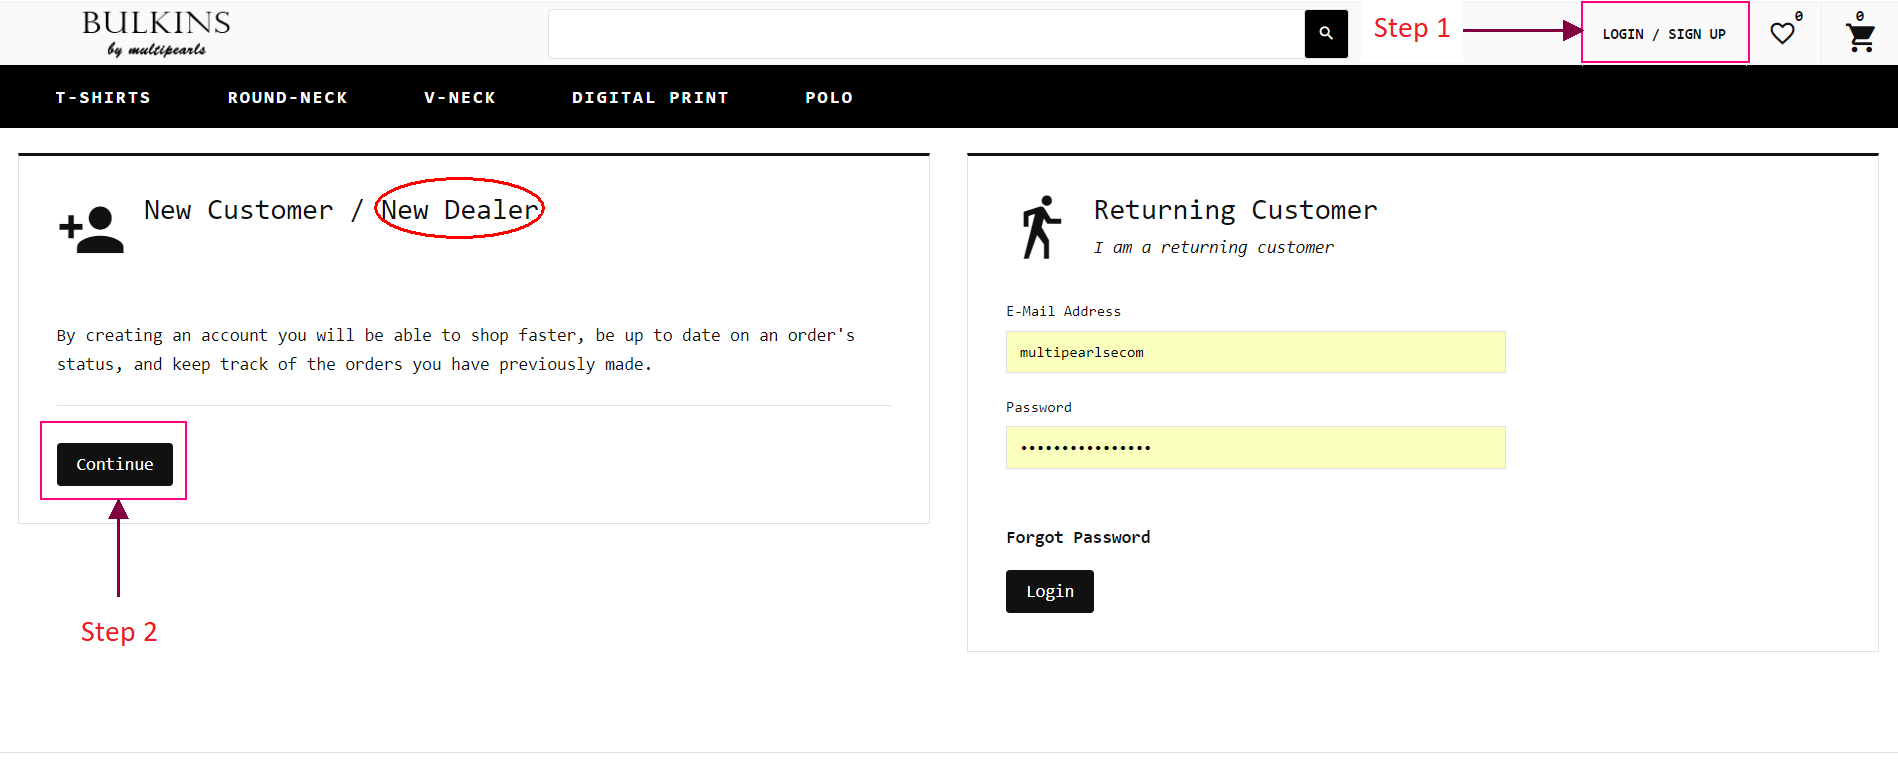 BULKINS
by multipearls
Step 1
LOGIN / SIGN UP
0
0
T-SHIRTS
ROUND-NECK
V-NECK
DIGITAL PRINT
POLO
New Customer / New Dealer
By creating an account you will be able to shop faster, be up to date on an order's
status, and keep track of the orders you have previously made.
Continue
Step 2
Returning Customer
I am a returning customer
E-Mail Address
multipearlsecom
Password
••••••••••••••••
Forgot Password
Login